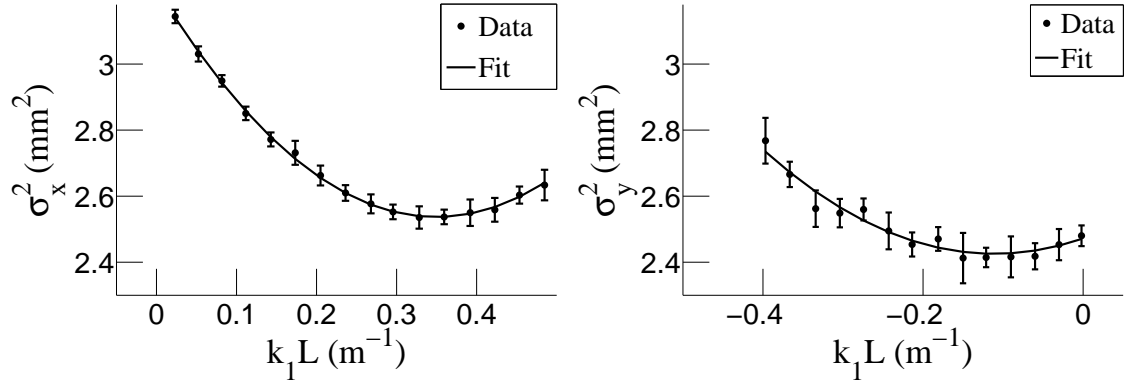 Data
Fit
3
2.8
2.6
2.4
0
0.1
0.2
0.3
0.4
σ²ₓ (mm²)
k₁L (m⁻¹)
Data
Fit
3
2.8
2.6
2.4
−0.4
−0.2
0
σ²ᵧ (mm²)
k₁L (m⁻¹)